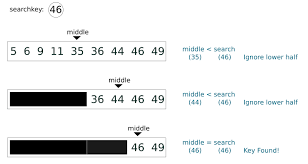 searchkey: 46
middle
5 6 9 11 35 36 44 46 49
middle < search
(35) (46) Ignore lower half
middle
36 44 46 49
middle < search
(44) (46) Ignore lower half
middle
46 49
middle = search
(46) (46) Key Found!